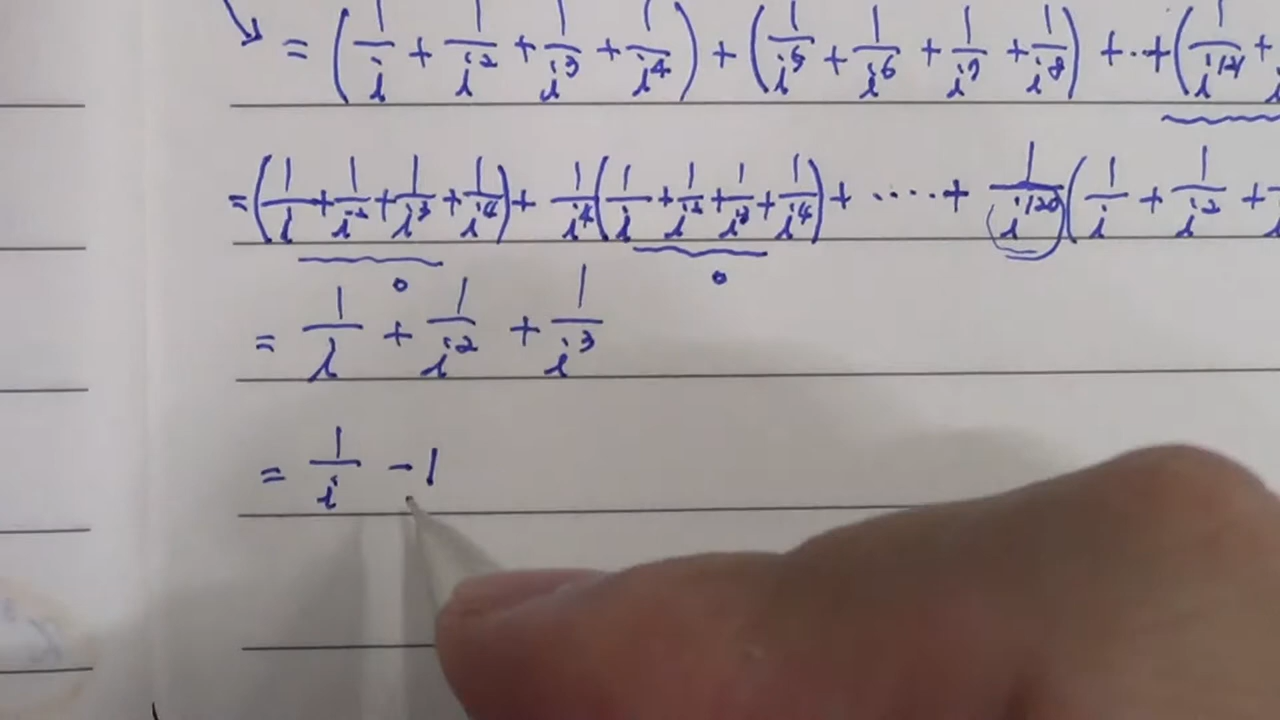 = (1/i + 1/i² + 1/i³ + 1/i⁴) + (1/i⁵ + 1/i⁶ + 1/i⁷ + 1/i⁸) + ‥ + (1/i¹²¹ +
= (1/i + 1/i² + 1/i³ + 1/i⁴) + 1/i⁴ (1/i + 1/i² + 1/i³ + 1/i⁴) + ‥‥ + 1/i¹²⁰ (1/i + 1/i² +
0 0
= 1/i + 1/i² + 1/i³
= 1/i - 1